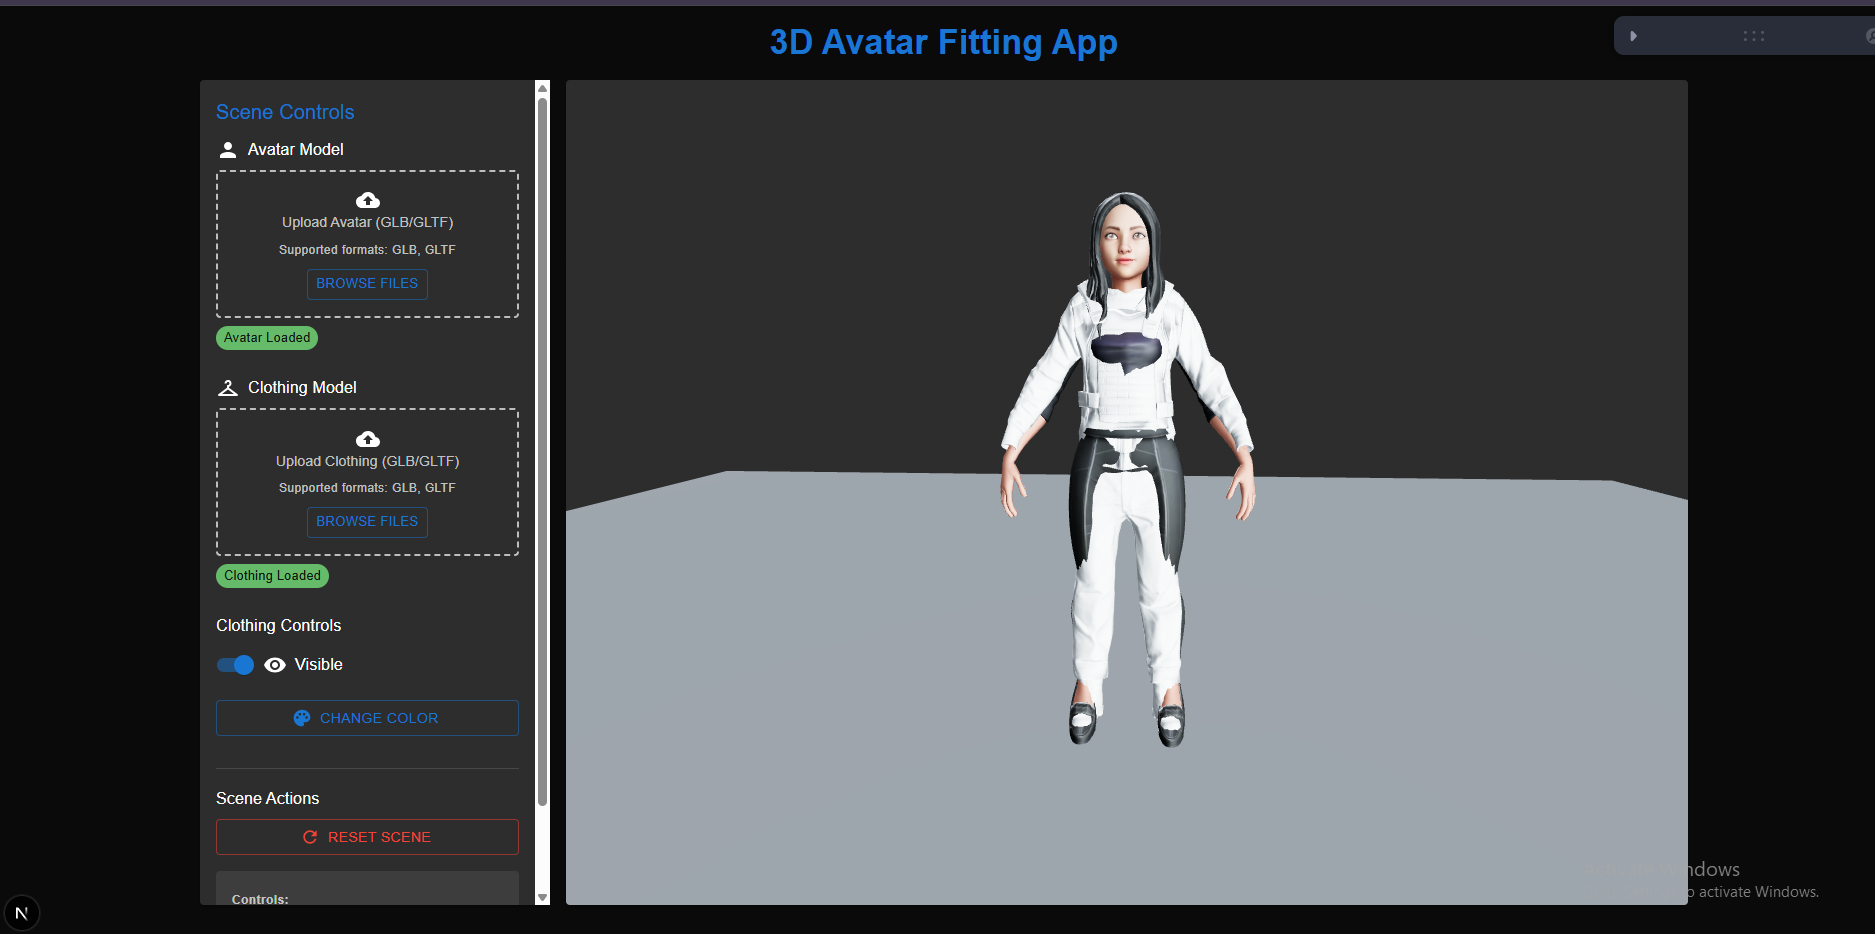 3D Avatar Fitting App
Scene Controls
Avatar Model
Upload Avatar (GLB/GLTF)
Supported formats: GLB, GLTF
BROWSE FILES
Avatar Loaded
Clothing Model
Upload Clothing (GLB/GLTF)
Supported formats: GLB, GLTF
BROWSE FILES
Clothing Loaded
Clothing Controls
Visible
CHANGE COLOR
Scene Actions
RESET SCENE
Controls:
N
ndows
o activate Windows.